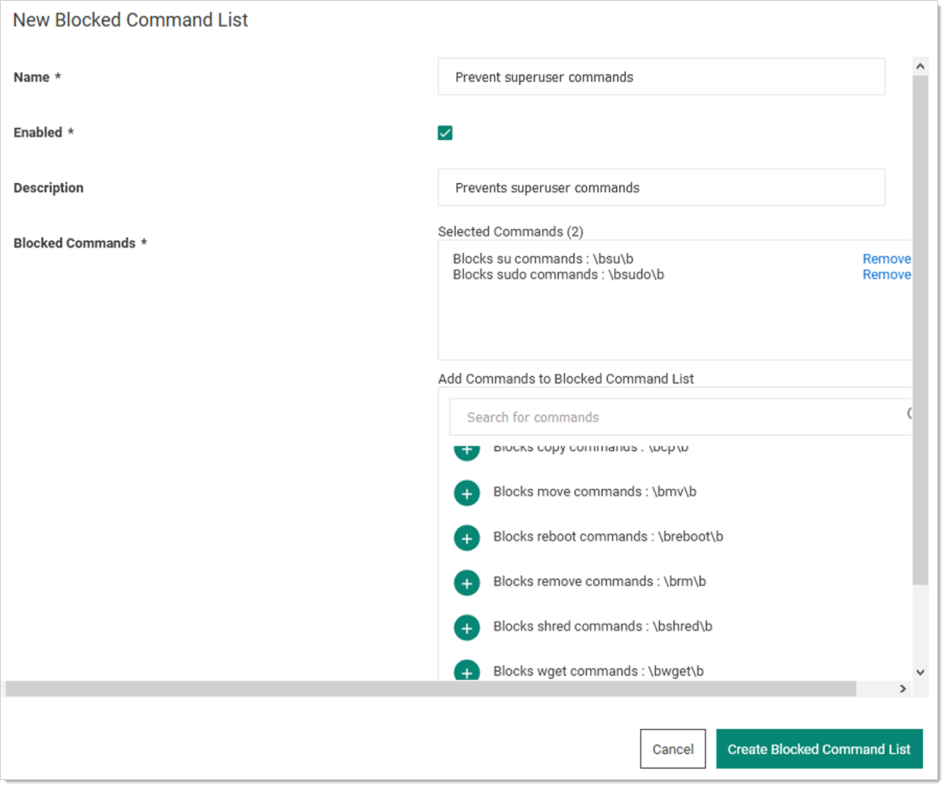 New Blocked Command List
Name *
Prevent superuser commands
Enabled *
Description
Prevents superuser commands
Blocked Commands *
Selected Commands (2)
Blocks su commands : \bsu\b Remove
Blocks sudo commands : \bsudo\b Remove
Add Commands to Blocked Command List
Search for commands
Blocks copy commands : \bcp\b
Blocks move commands : \bmv\b
Blocks reboot commands : \breboot\b
Blocks remove commands : \brm\b
Blocks shred commands : \bshred\b
Blocks wget commands : \bwget\b
Cancel
Create Blocked Command List